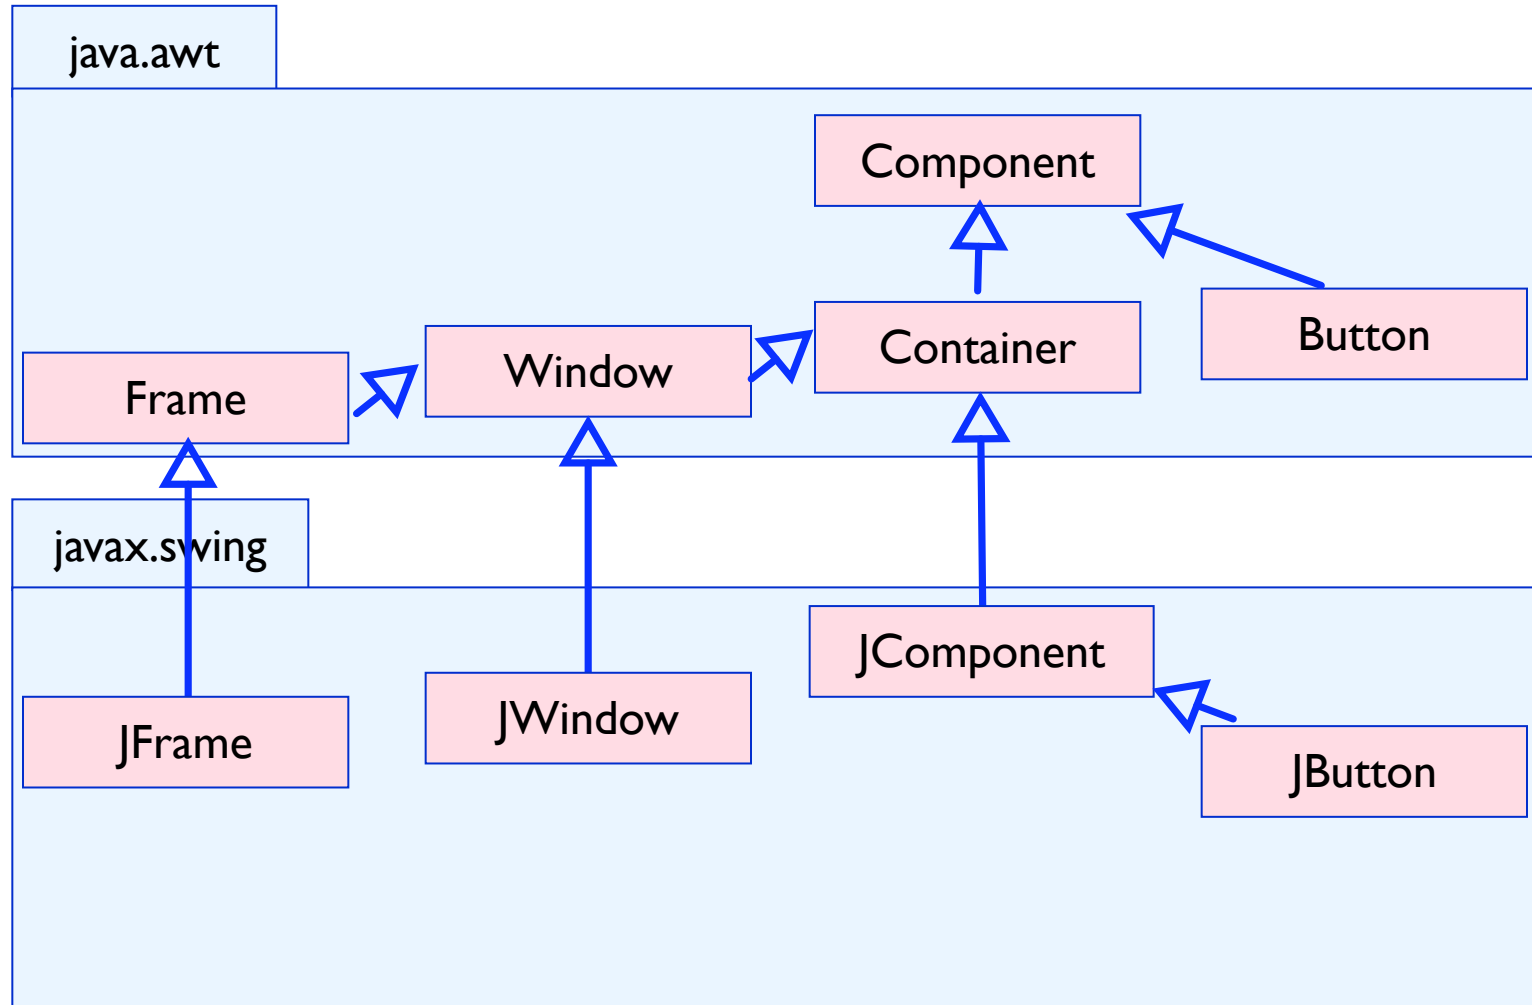 java.awt
Component
Button
Container
Window
Frame
javax.swing
JComponent
JWindow
JFrame
JButton